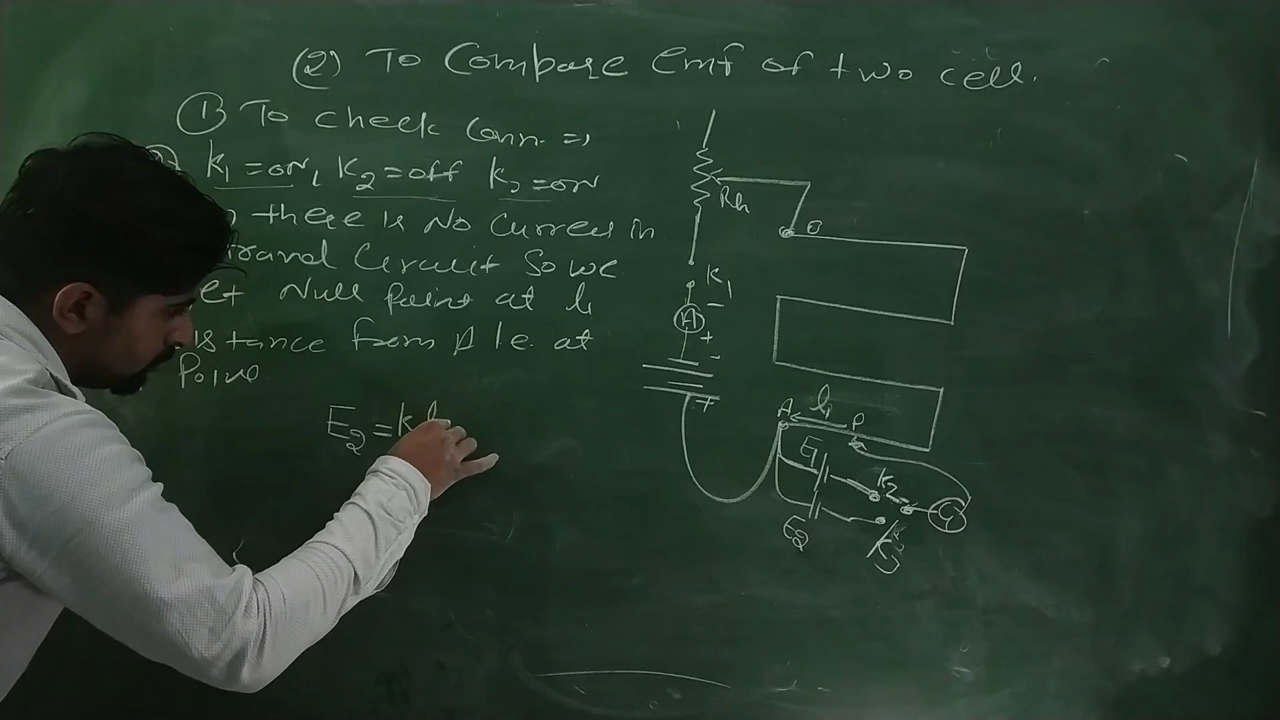 (2) To Compare emf of two cell.
① To check Conn. ⇒
K1 = on, K2 = off K3 = on
there is No Current in
Circuit So we
Null Point at l1
from A i.e. at
Point
E2 = k l
Rh
B
K1
-
A
+
-
+
A l1 P
E1
K2
G
E2
K3